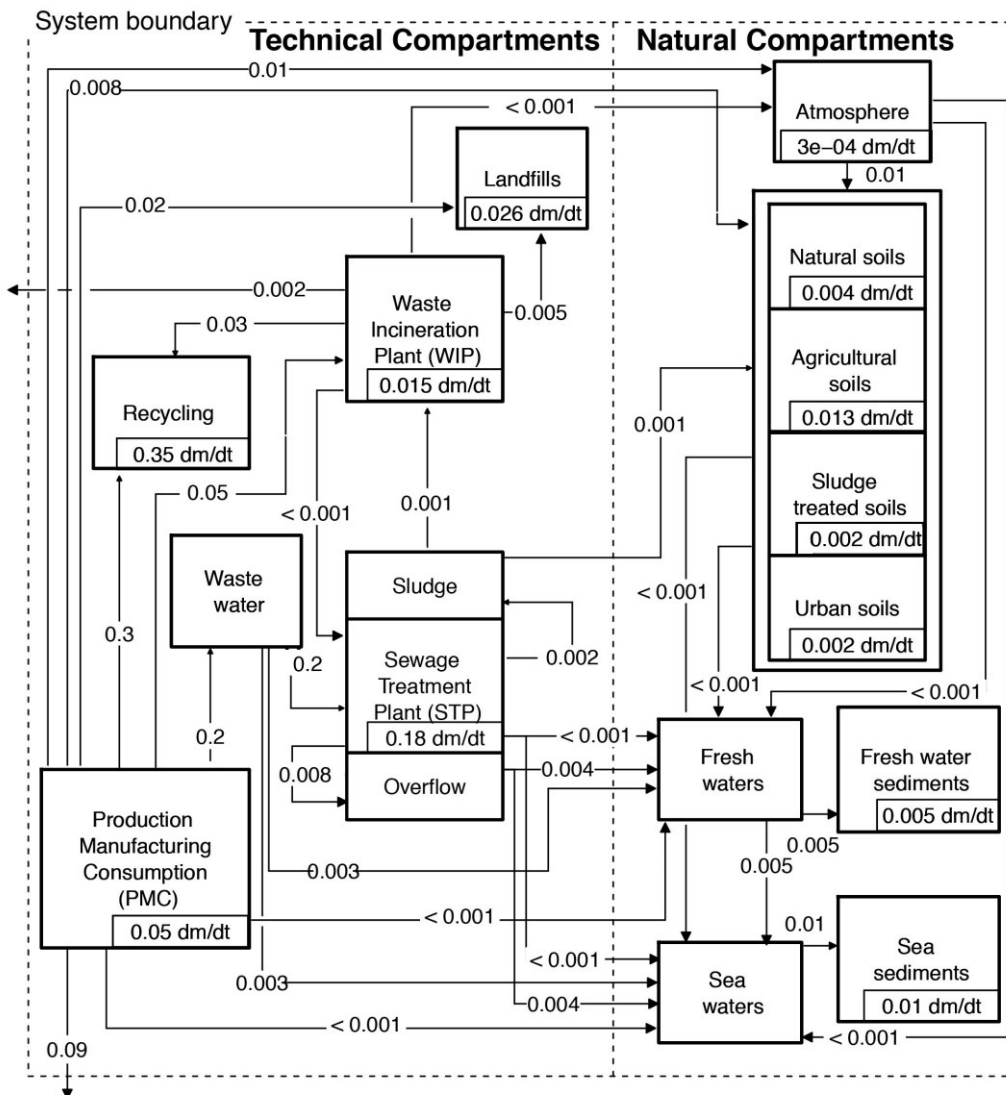 System boundary
Technical Compartments
Natural Compartments
0.01
0.008
< 0.001
Atmosphere
3e−04 dm/dt
0.01
Landfills
0.026 dm/dt
0.02
Natural soils
0.004 dm/dt
0.002
Waste
Incineration
Plant (WIP)
0.015 dm/dt
0.005
0.03
Agricultural
soils
0.013 dm/dt
Recycling
0.35 dm/dt
0.001
0.05
Sludge
treated soils
0.002 dm/dt
< 0.001
0.001
Waste
water
Sludge
< 0.001
Urban soils
0.002 dm/dt
0.3
0.2
0.002
Sewage
Treatment
Plant (STP)
0.18 dm/dt
< 0.001
< 0.001
0.2
< 0.001
0.008
0.004
Overflow
Fresh
waters
Fresh water
sediments
0.005 dm/dt
Production
Manufacturing
Consumption
(PMC)
0.05 dm/dt
0.003
0.005
0.005
< 0.001
0.01
< 0.001
Sea
waters
Sea
sediments
0.01 dm/dt
0.003
0.004
< 0.001
< 0.001
0.09